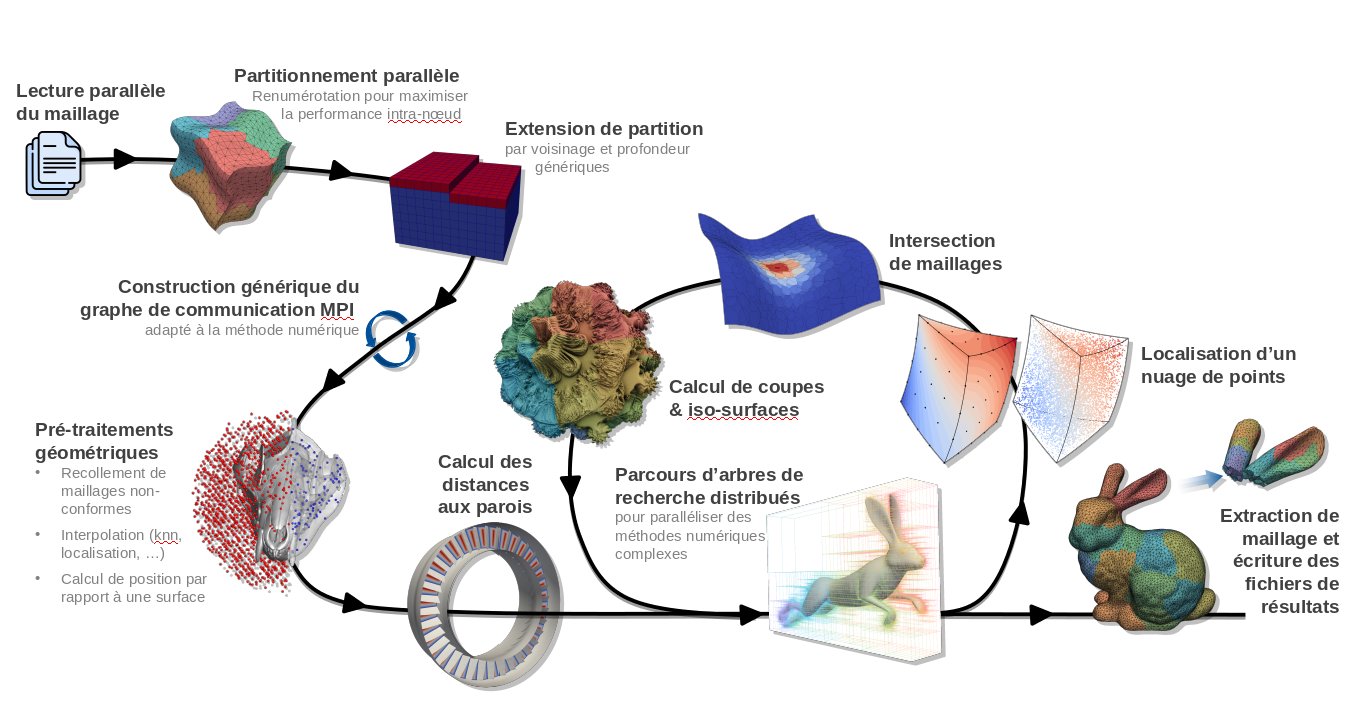 Lecture parallèle
du maillage
Partitionnement parallèle
Renumérotation pour maximiser
la performance intra-nœud
Extension de partition
par voisinage et profondeur
génériques
Construction générique du
graphe de communication MPI
adapté à la méthode numérique
Pré-traitements
géométriques
• Recollement de
maillages non-
conformes
• Interpolation (knn,
localisation, …)
• Calcul de position par
rapport à une surface
Calcul des
distances
aux parois
Parcours d’arbres de
recherche distribués
pour paralléliser des
méthodes numériques
complexes
Calcul de coupes
& iso-surfaces
Intersection
de maillages
Localisation d’un
nuage de points
Extraction de
maillage et
écriture des
fichiers de
résultats